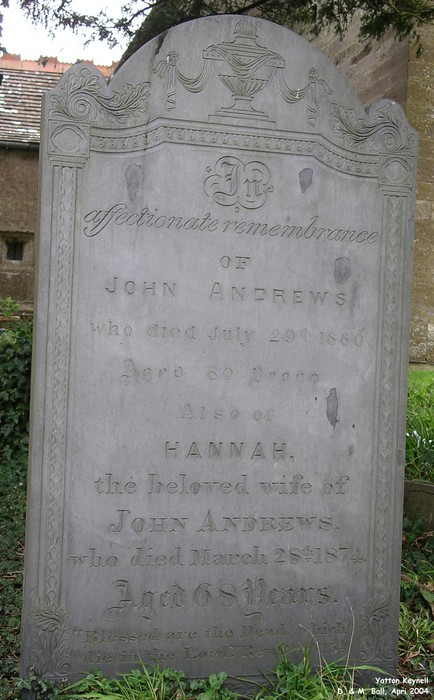 In
affectionate remembrance
OF
JOHN ANDREWS.
who died July 29th 1880
Aged 80 Years
Also of
HANNAH,
the beloved wife of
JOHN ANDREWS.
who died March 28th 1874.
Aged 68 Years.
"Blessed are the Dead, which
die in the Lord
Yatton Keynell
D. & M. Ball, April 2004